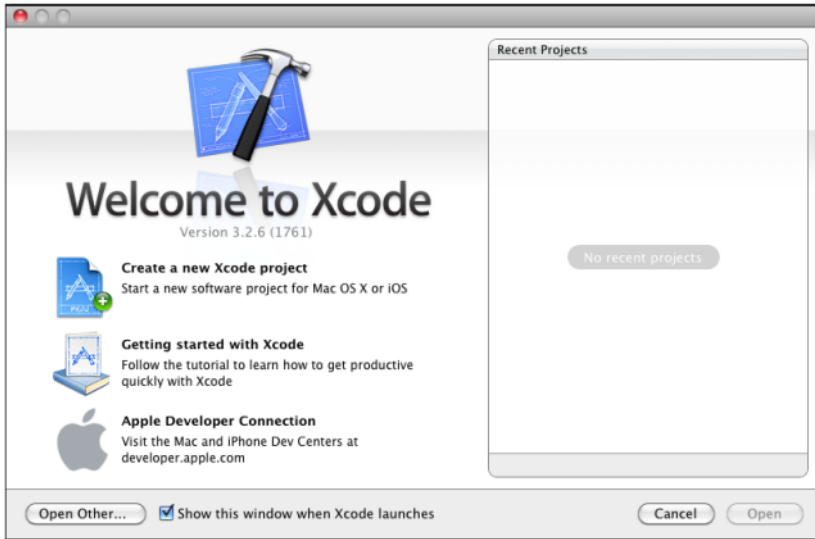 Recent Projects
Welcome to Xcode
Version 3.2.6 (1761)
No recent projects
Create a new Xcode project
Start a new software project for Mac OS X or iOS
Getting started with Xcode
Follow the tutorial to learn how to get productive
quickly with Xcode
Apple Developer Connection
Visit the Mac and iPhone Dev Centers at
developer.apple.com
Open Other...
Show this window when Xcode launches
Cancel
Open